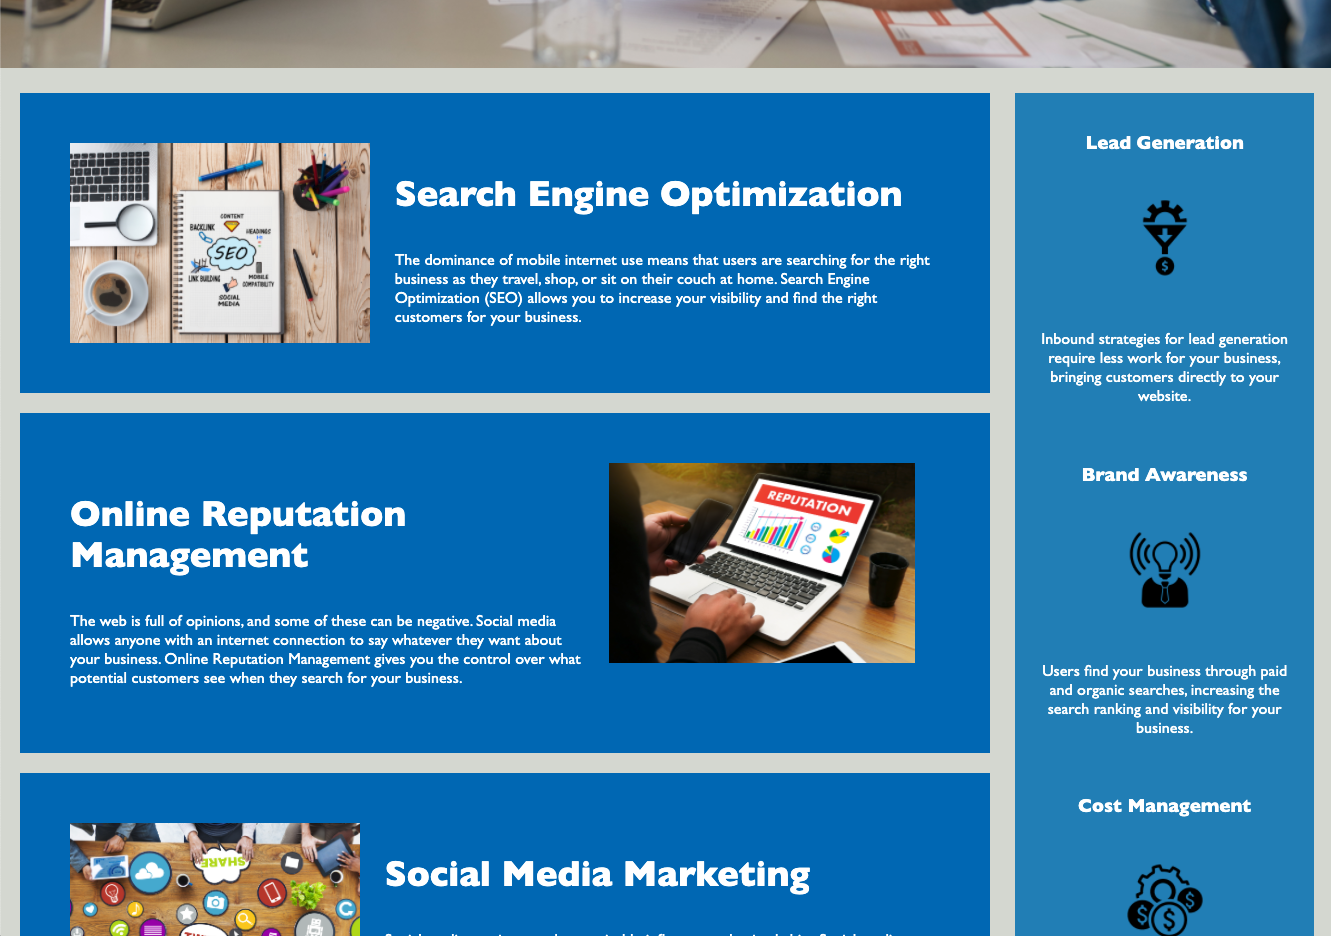 Search Engine Optimization
The dominance of mobile internet use means that users are searching for the right
business as they travel, shop, or sit on their couch at home. Search Engine
Optimization (SEO) allows you to increase your visibility and find the right
customers for your business.
CONTENT
BACKLINK
HEADINGS
SEO
LINK BUILDING
MOBILE
COMPATIBILITY
SOCIAL
MEDIA
Online Reputation
Management
The web is full of opinions, and some of these can be negative. Social media
allows anyone with an internet connection to say whatever they want about
your business. Online Reputation Management gives you the control over what
potential customers see when they search for your business.
REPUTATION
Social Media Marketing
SHARE
Lead Generation
$
Inbound strategies for lead generation
require less work for your business,
bringing customers directly to your
website.
Brand Awareness
Users find your business through paid
and organic searches, increasing the
search ranking and visibility for your
business.
Cost Management
$ $ $